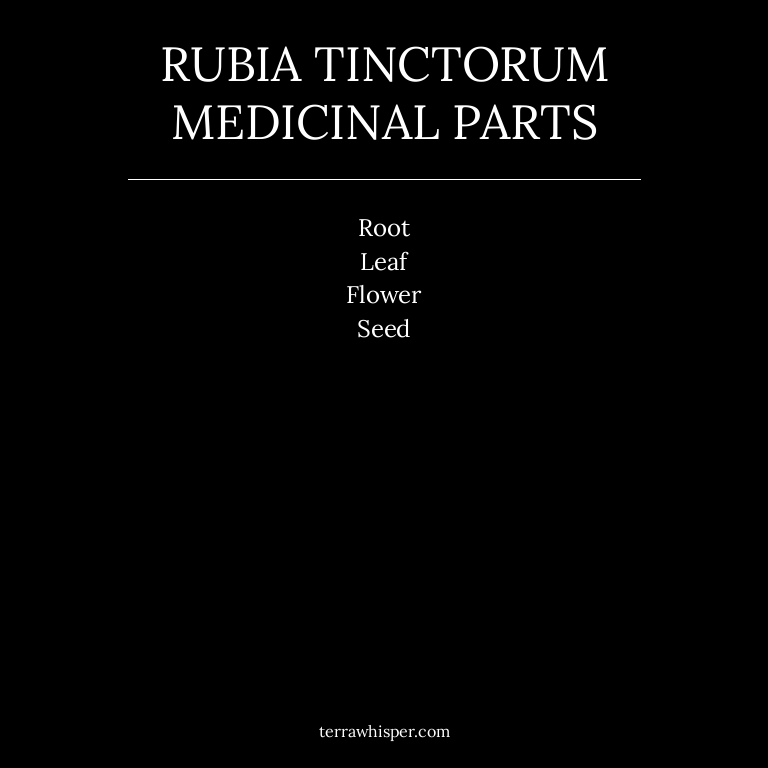 RUBIA TINCTORUM
MEDICINAL PARTS
Root
Leaf
Flower
Seed
terrawhisper.com